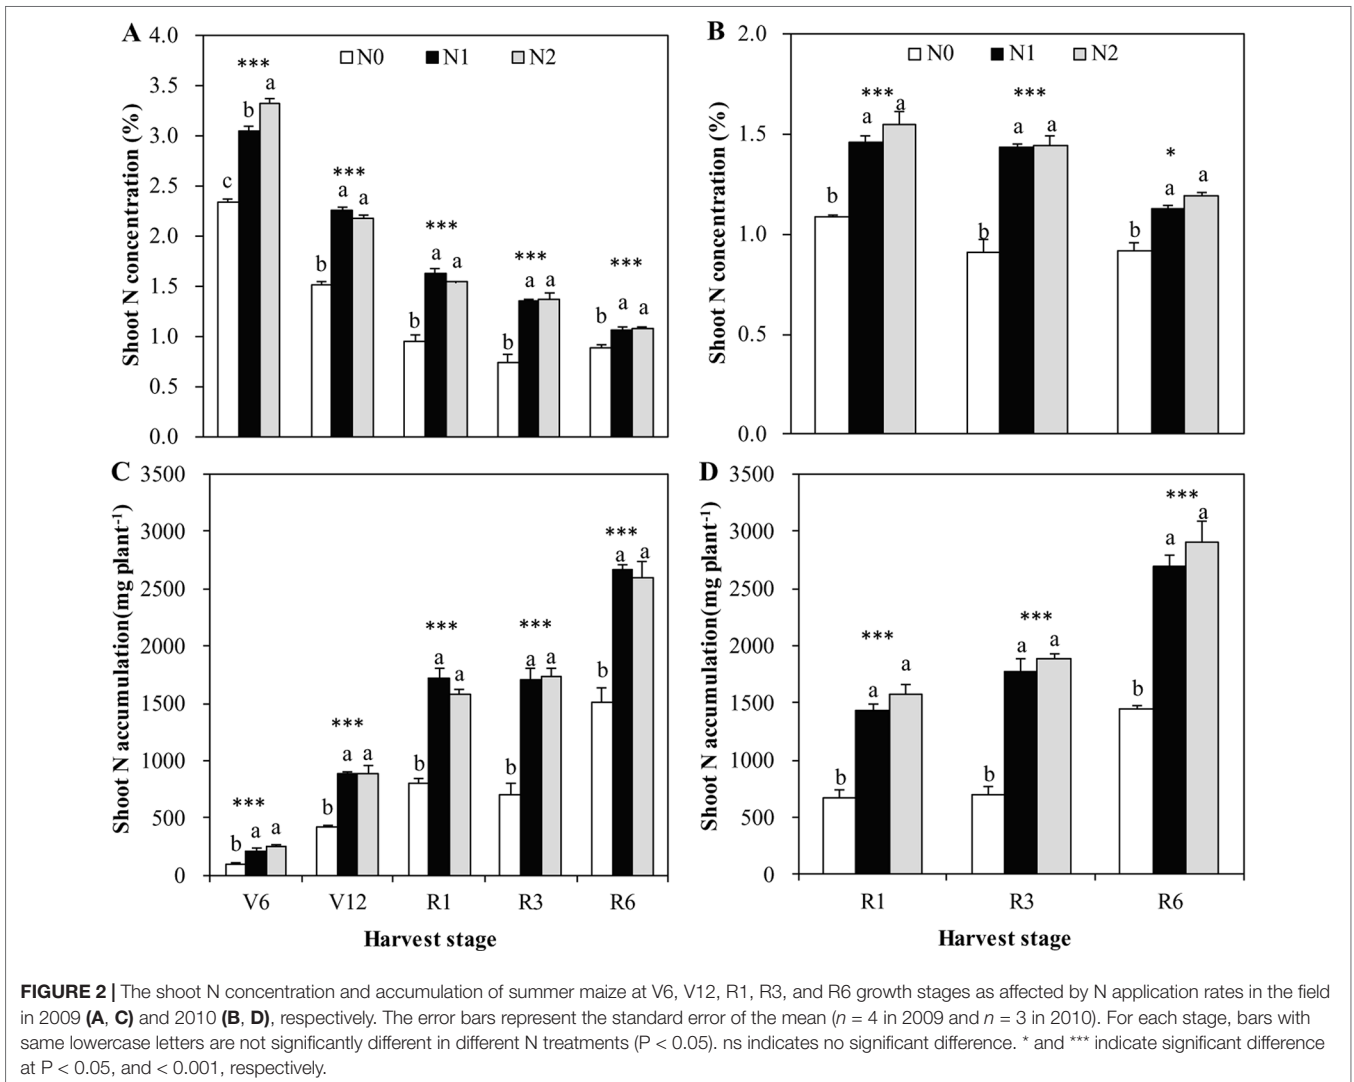 A
Shoot N concentration (%)
4.0
3.5
3.0
2.5
2.0
1.5
1.0
0.5
0.0
N0 N1 N2
c b a ***
b a a ***
b a a ***
b a a ***
b a a ***
B
Shoot N concentration (%)
2.0
1.5
1.0
0.5
0.0
N0 N1 N2
b a a ***
b a a ***
b a a *
C
Shoot N accumulation(mg plant⁻¹)
3500
3000
2500
2000
1500
1000
500
0
b a a ***
b a a ***
b a a ***
b a a ***
b a a ***
V6 V12 R1 R3 R6
Harvest stage
D
Shoot N accumulation(mg plant⁻¹)
3500
3000
2500
2000
1500
1000
500
0
b a a ***
b a a ***
b a a ***
R1 R3 R6
Harvest stage
FIGURE 2 | The shoot N concentration and accumulation of summer maize at V6, V12, R1, R3, and R6 growth stages as affected by N application rates in the field
in 2009 (A, C) and 2010 (B, D), respectively. The error bars represent the standard error of the mean (n = 4 in 2009 and n = 3 in 2010). For each stage, bars with
same lowercase letters are not significantly different in different N treatments (P < 0.05). ns indicates no significant difference. * and *** indicate significant difference
at P < 0.05, and < 0.001, respectively.